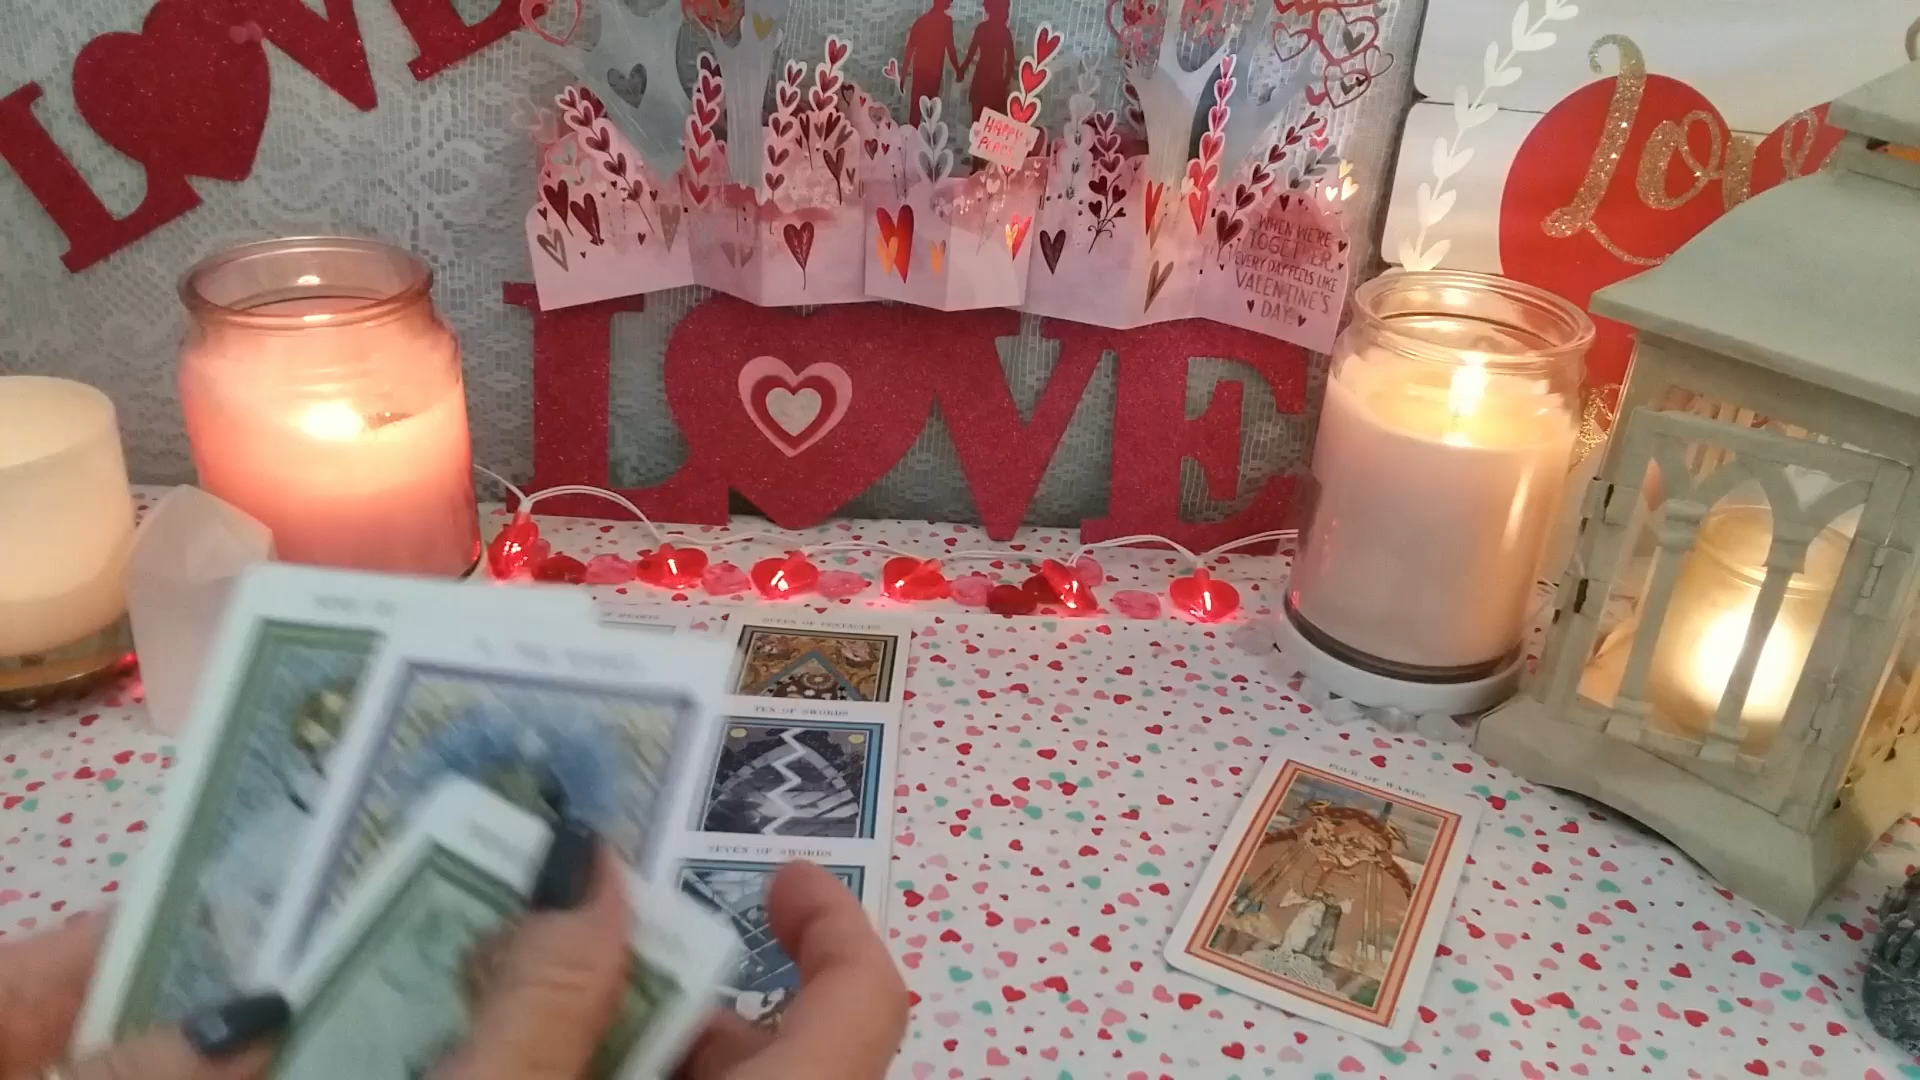 LOVE
HAPPY
PLACE
Love
WHEN WE'RE
TOGETHER,
EVERY DAY FEELS LIKE
VALENTINE'S
DAY!
LOVE
QUEEN OF PENTACLES
TEN OF SWORDS
SEVEN OF SWORDS
FOUR OF WANDS